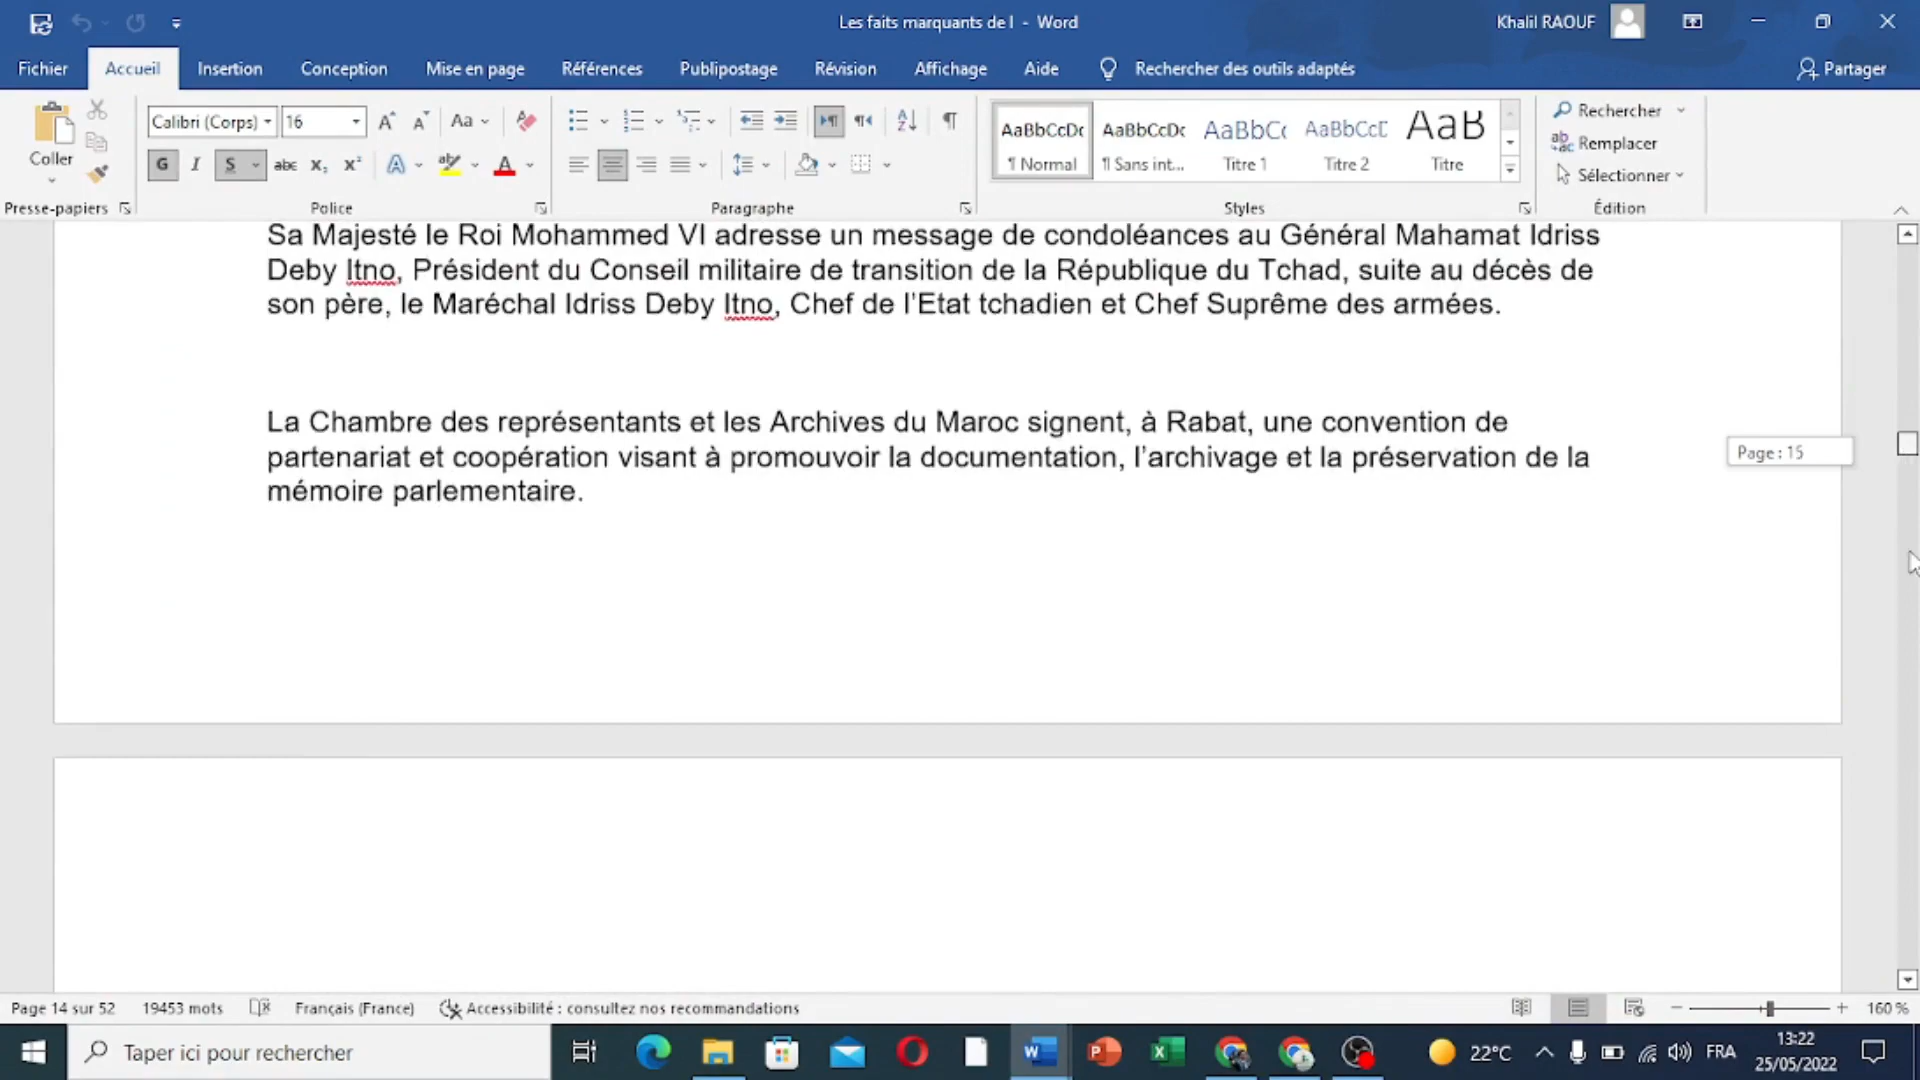 Les faits marquants de l - Word
Khalil RAOUF
Fichier Accueil Insertion Conception Mise en page Références Publipostage Révision Affichage Aide Rechercher des outils adaptés Partager
Coller
Calibri (Corps) 16
Aa
G I S abc x₂ x² A A
AaBbCcDc AaBbCcDc AaBbCc AaBbCcD AaB
¶ Normal ¶ Sans int... Titre 1 Titre 2 Titre
Rechercher
Remplacer
Sélectionner
Presse-papiers Police Paragraphe Styles Édition
Sa Majesté le Roi Mohammed VI adresse un message de condoléances au Général Mahamat Idriss
Deby Itno, Président du Conseil militaire de transition de la République du Tchad, suite au décès de
son père, le Maréchal Idriss Deby Itno, Chef de l’Etat tchadien et Chef Suprême des armées.
La Chambre des représentants et les Archives du Maroc signent, à Rabat, une convention de
partenariat et coopération visant à promouvoir la documentation, l’archivage et la préservation de la
mémoire parlementaire.
Page : 15
Page 14 sur 52 19453 mots Français (France) Accessibilité : consultez nos recommandations 160 %
Taper ici pour rechercher
22°C FRA
13:22
25/05/2022